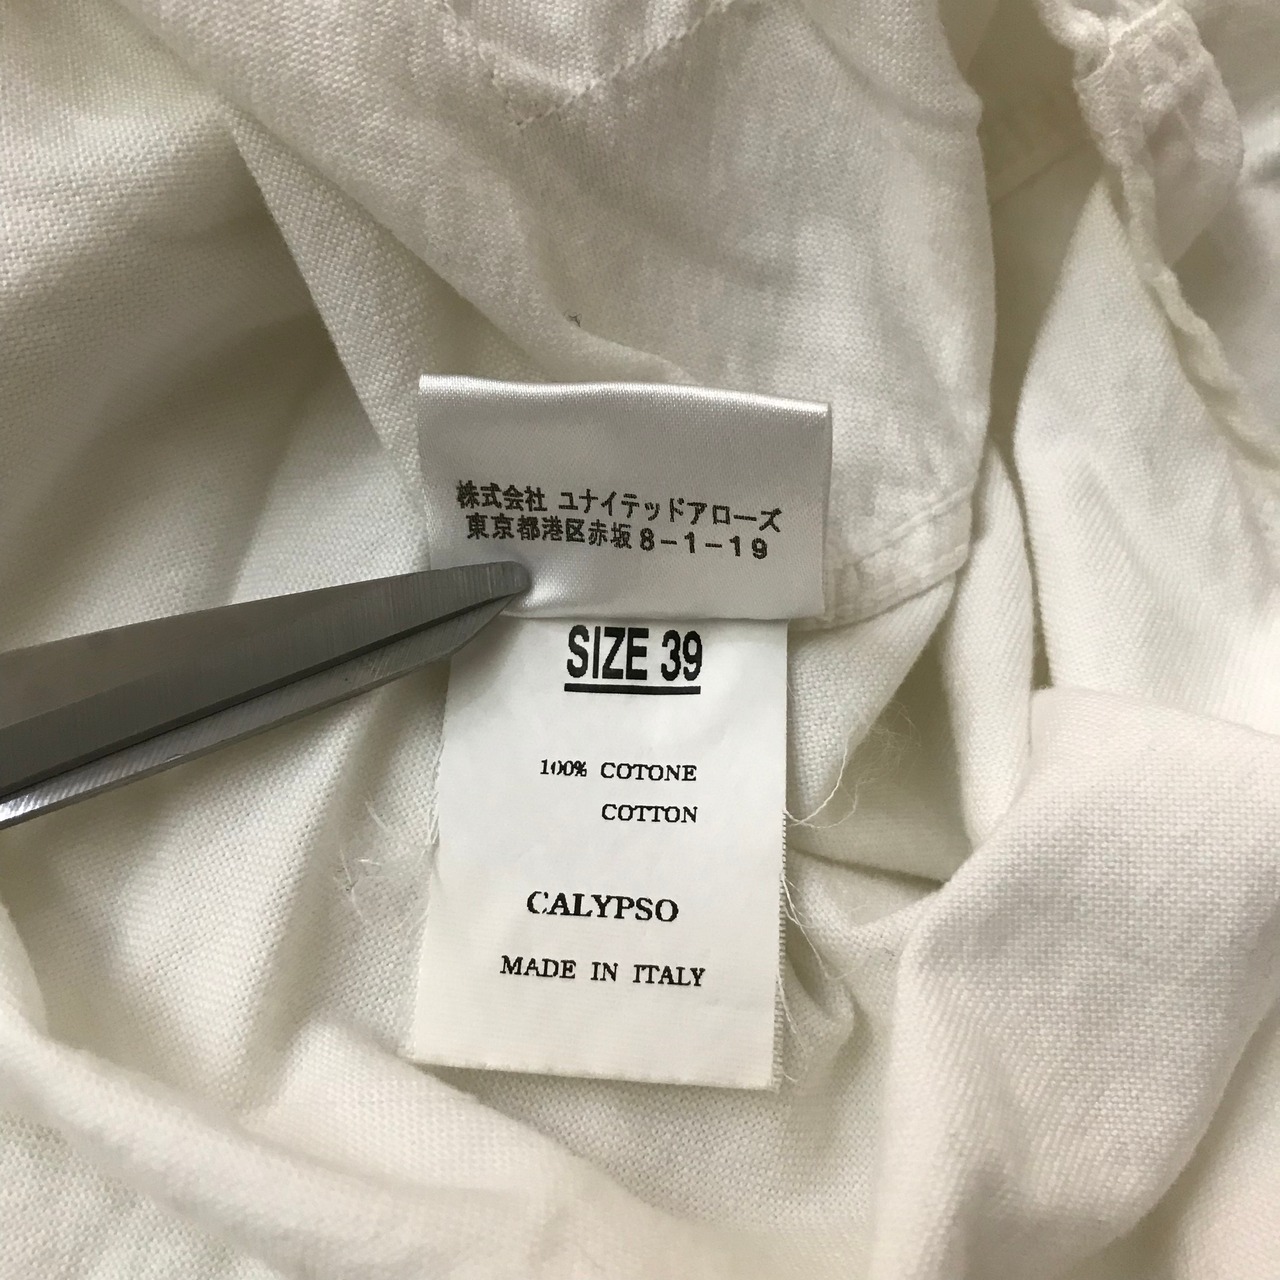 株式会社 ユナイテッドアローズ
東京都港区赤坂8-1-19
SIZE 39
100% COTONE
COTTON
CALYPSO
MADE IN ITALY